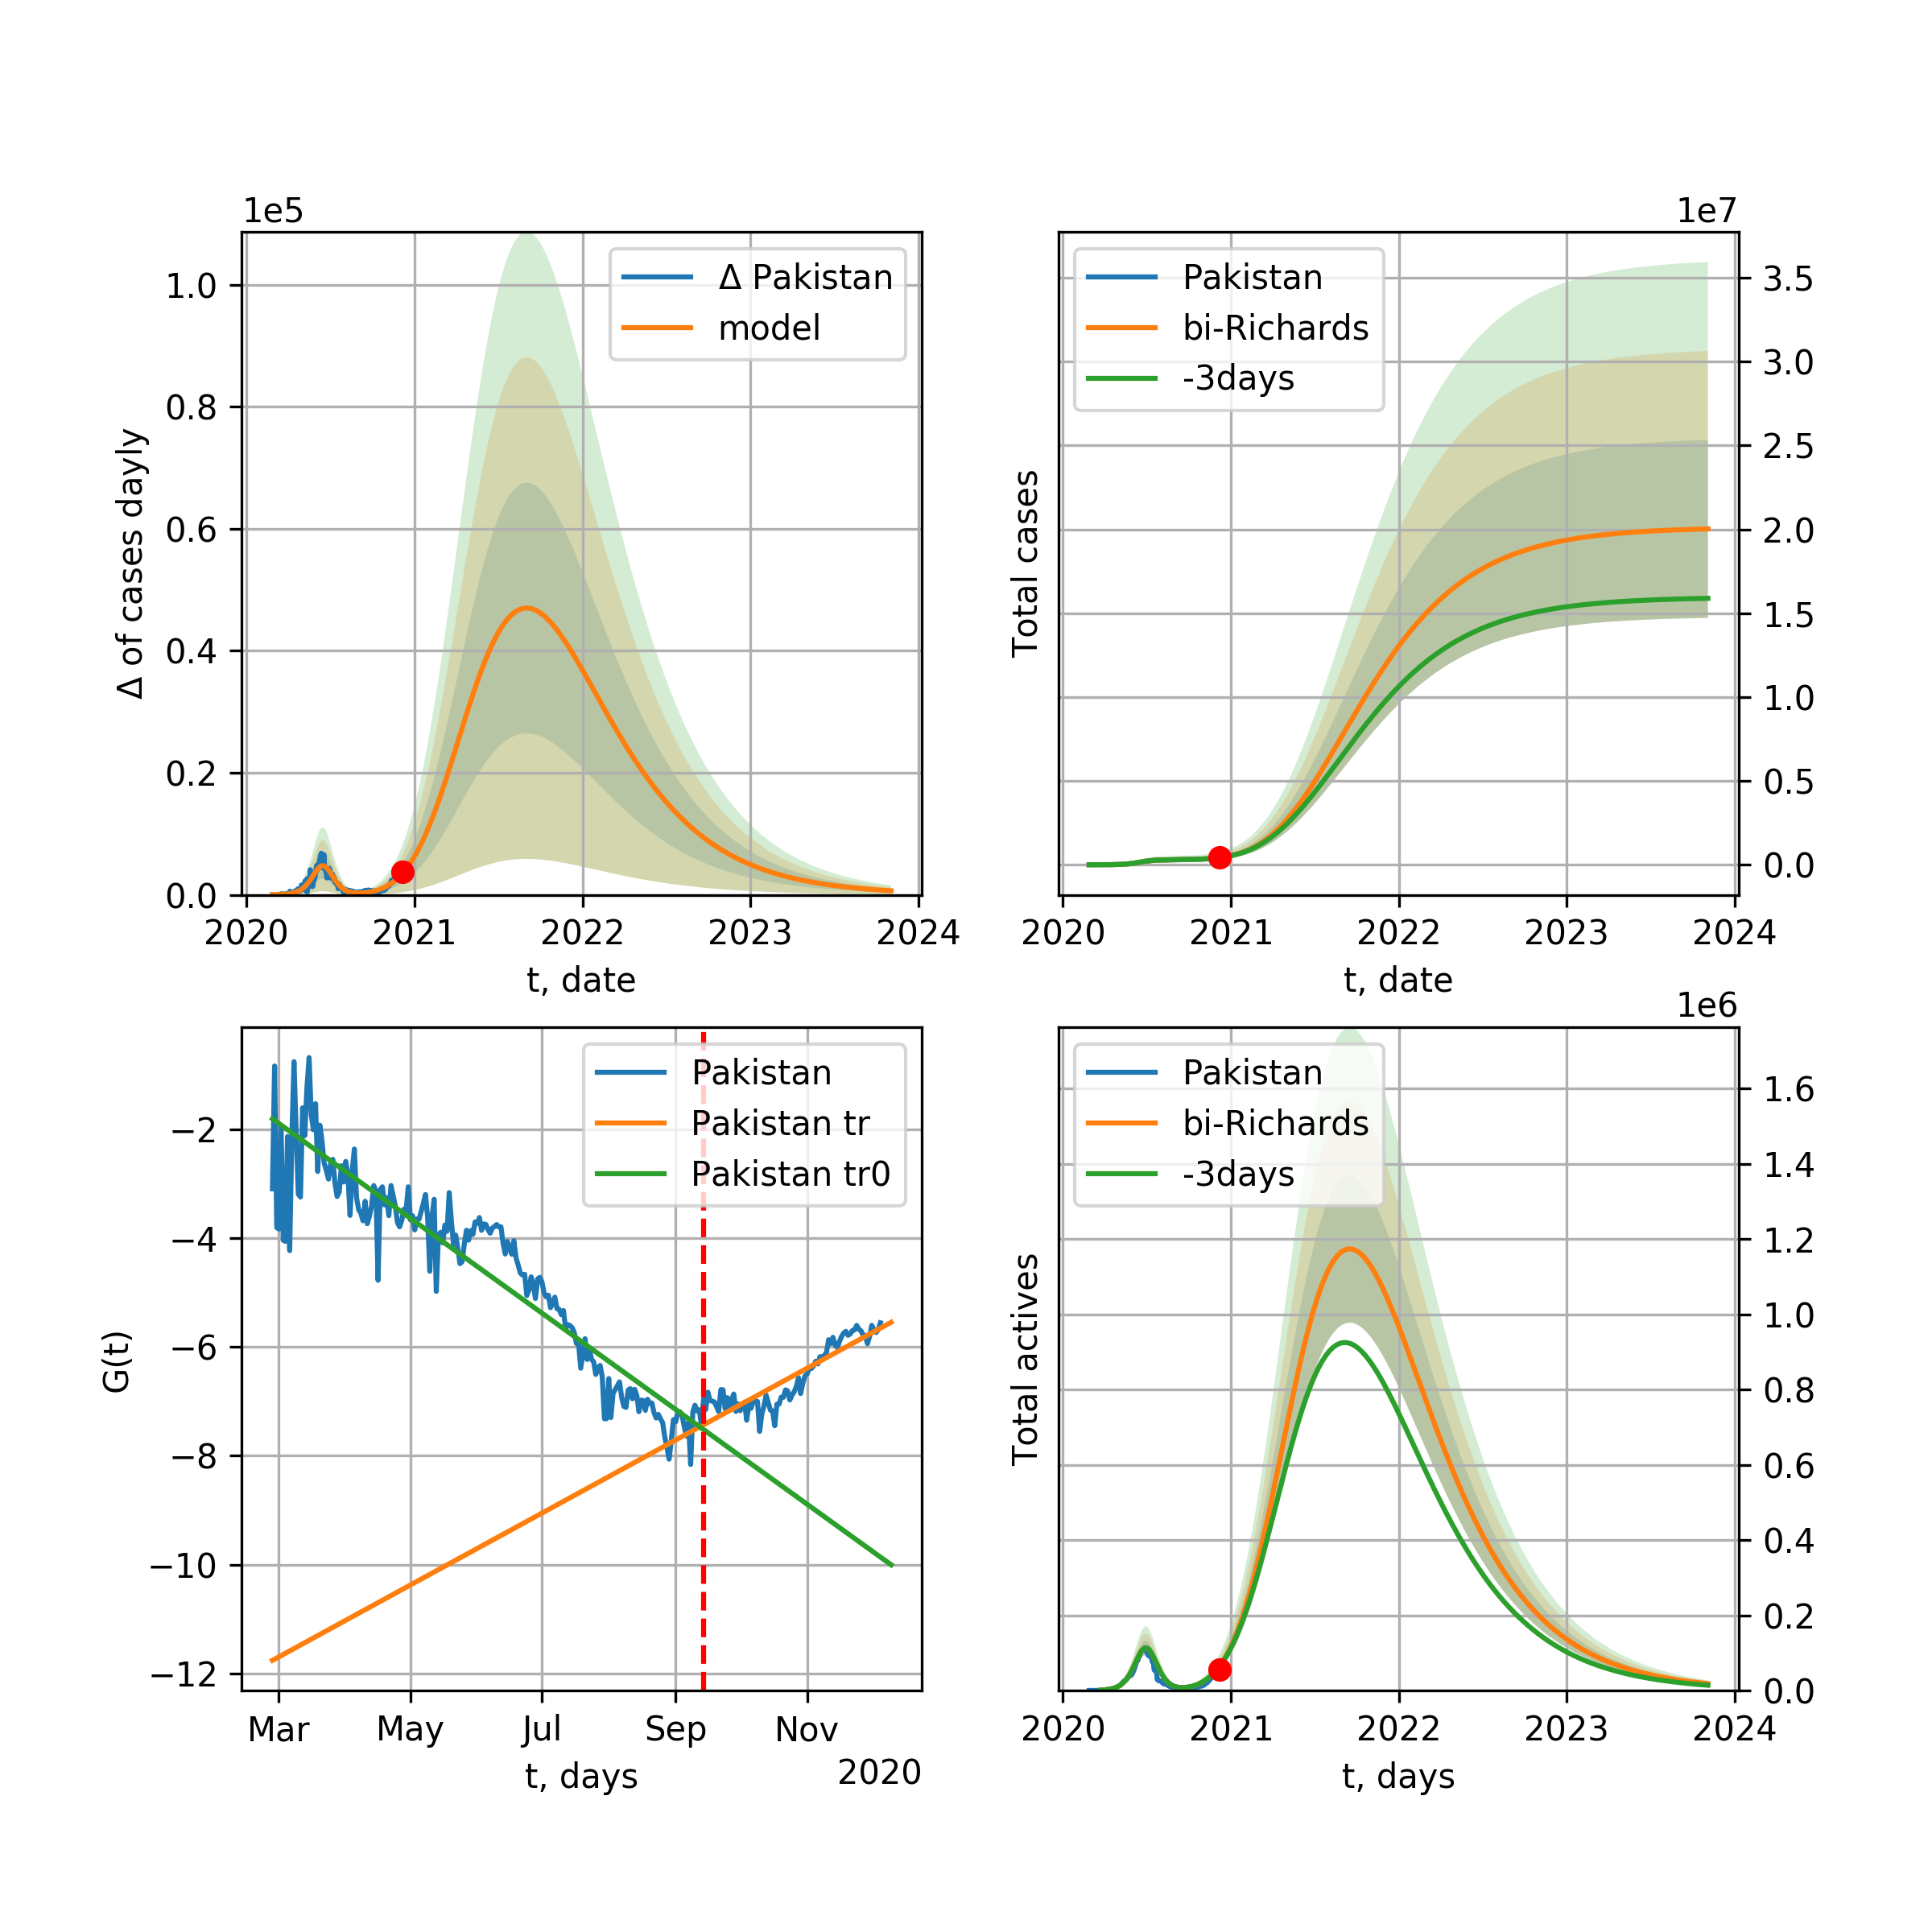 1e5
Δ of cases dayly
1.0
0.8
0.6
0.4
0.2
0.0
Δ Pakistan
model
2020 2021 2022 2023 2024
t, date
1e7
Total cases
Pakistan
bi-Richards
-3days
3.5
3.0
2.5
2.0
1.5
1.0
0.5
0.0
2020 2021 2022 2023 2024
t, date
G(t)
−2
−4
−6
−8
−10
−12
Pakistan
Pakistan tr
Pakistan tr0
Mar May Jul Sep Nov
t, days
2020
1e6
Total actives
Pakistan
bi-Richards
-3days
1.6
1.4
1.2
1.0
0.8
0.6
0.4
0.2
0.0
2020 2021 2022 2023 2024
t, days